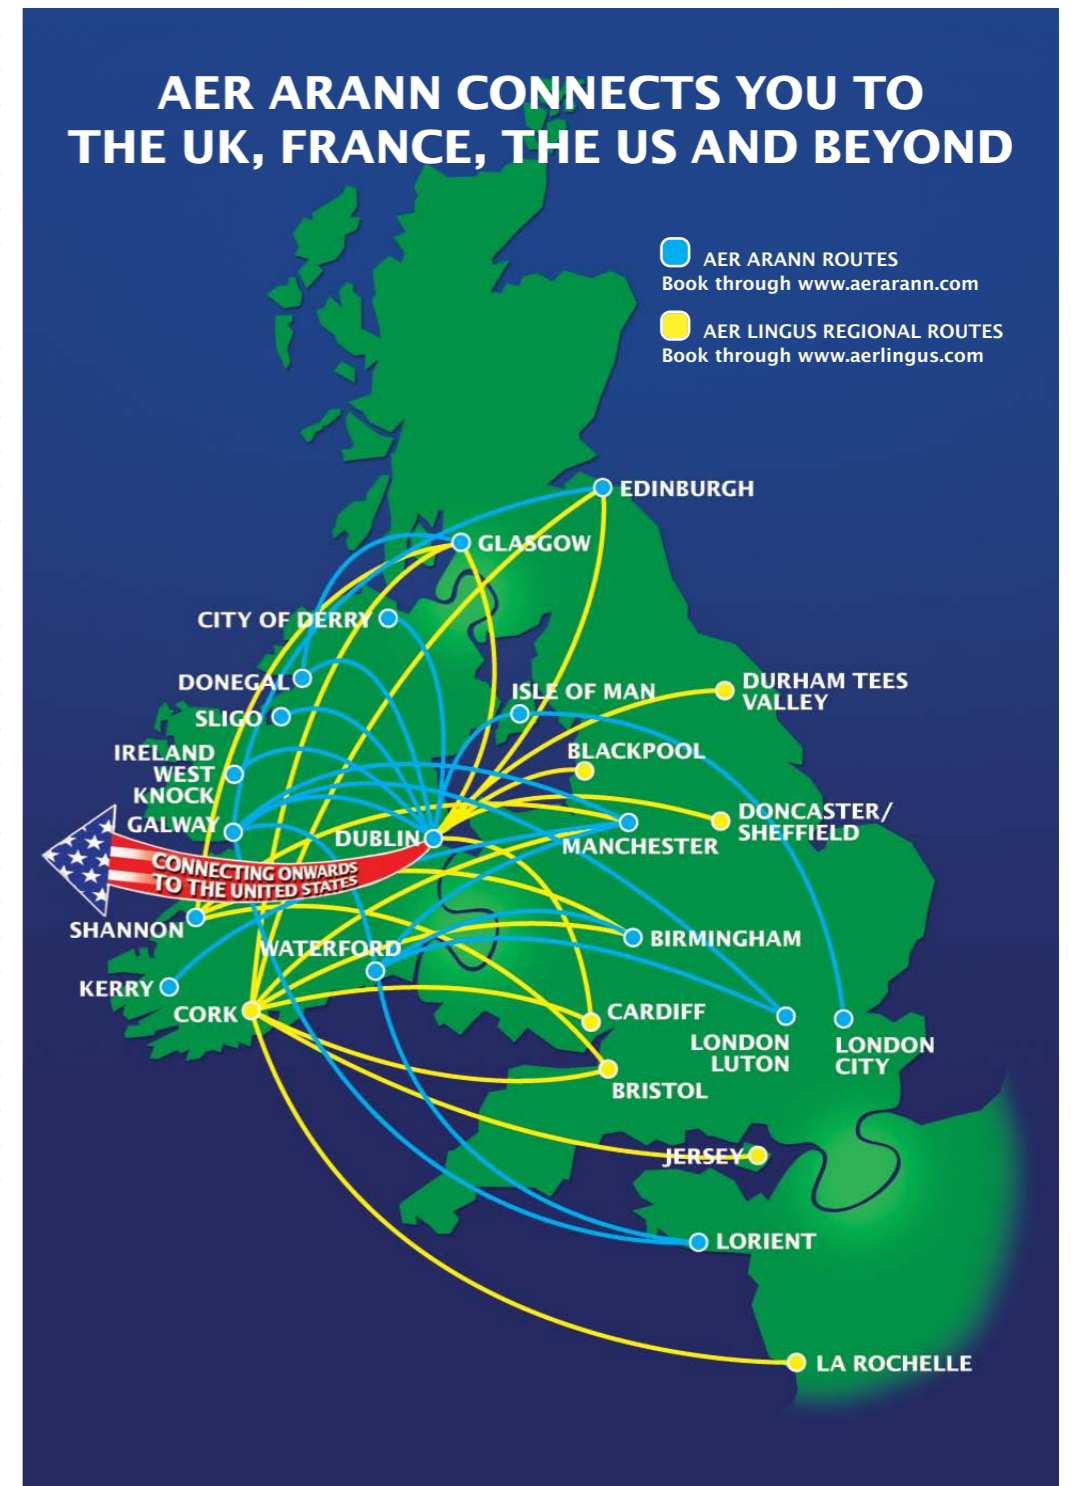 AER ARANN CONNECTS YOU TO
THE UK, FRANCE, THE US AND BEYOND
AER ARANN ROUTES
Book through www.aerarann.com
AER LINGUS REGIONAL ROUTES
Book through www.aerlingus.com
EDINBURGH
GLASGOW
CITY OF DERRY
DONEGAL
ISLE OF MAN
DURHAM TEES
VALLEY
SLIGO
IRELAND
WEST
KNOCK
BLACKPOOL
GALWAY
DUBLIN
DONCASTER/
SHEFFIELD
MANCHESTER
CONNECTING ONWARDS
TO THE UNITED STATES
SHANNON
WATERFORD
BIRMINGHAM
KERRY
CORK
CARDIFF
LONDON
LUTON
LONDON
CITY
BRISTOL
JERSEY
LORIENT
LA ROCHELLE